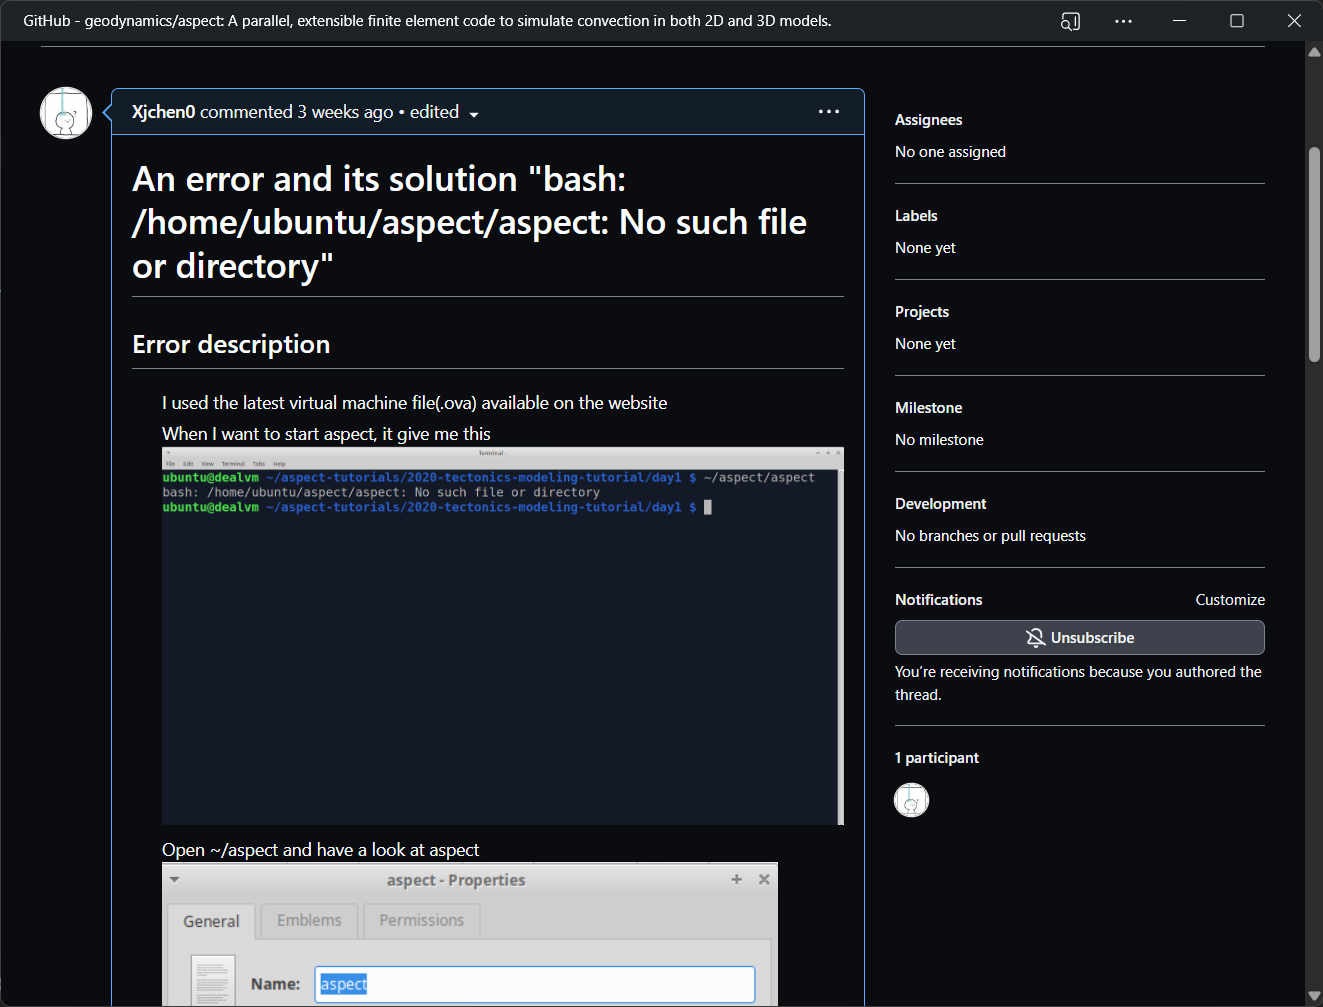 GitHub - geodynamics/aspect: A parallel, extensible finite element code to simulate convection in both 2D and 3D models.
Xjchen0 commented 3 weeks ago • edited
An error and its solution "bash:
/home/ubuntu/aspect/aspect: No such file
or directory"
Error description
I used the latest virtual machine file(.ova) available on the website
When I want to start aspect, it give me this
Terminal -
File Edit View Terminal Tabs Help
ubuntu@dealvm ~/aspect-tutorials/2020-tectonics-modeling-tutorial/day1 $ ~/aspect/aspect
bash: /home/ubuntu/aspect/aspect: No such file or directory
ubuntu@dealvm ~/aspect-tutorials/2020-tectonics-modeling-tutorial/day1 $
Open ~/aspect and have a look at aspect
aspect - Properties
General Emblems Permissions
Name: aspect
Assignees
No one assigned
Labels
None yet
Projects
None yet
Milestone
No milestone
Development
No branches or pull requests
Notifications Customize
Unsubscribe
You’re receiving notifications because you authored the
thread.
1 participant